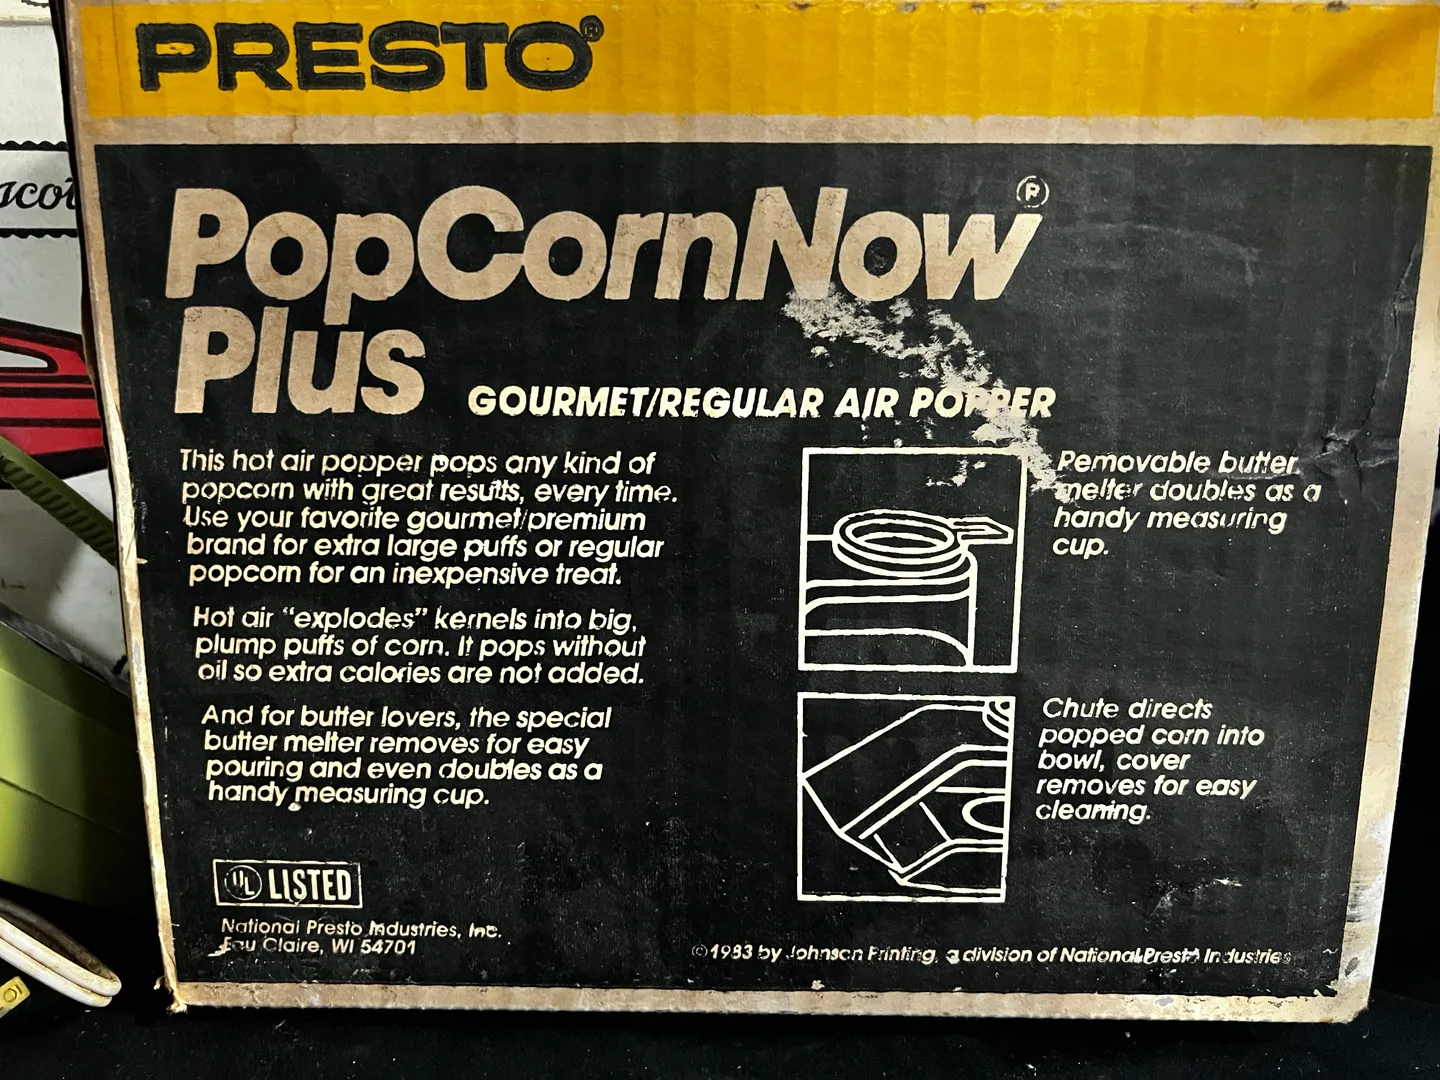 PRESTO®
PopCornNow®
Plus
GOURMET/REGULAR AIR POPPER
This hot air popper pops any kind of
popcorn with great results, every time.
Use your favorite gourmet/premium
brand for extra large puffs or regular
popcorn for an inexpensive treat.
Hot air “explodes” kernels into big,
plump puffs of corn. It pops without
oil so extra calories are not added.
And for butter lovers, the special
butter melter removes for easy
pouring and even doubles as a
handy measuring cup.
Removable butter
melter doubles as a
handy measuring
cup.
Chute directs
popped corn into
bowl, cover
removes for easy
cleaning.
UL LISTED
National Presto Industries, Inc.
Eau Claire, WI 54701
©1983 by Johnson Printing, a division of National Presto Industries